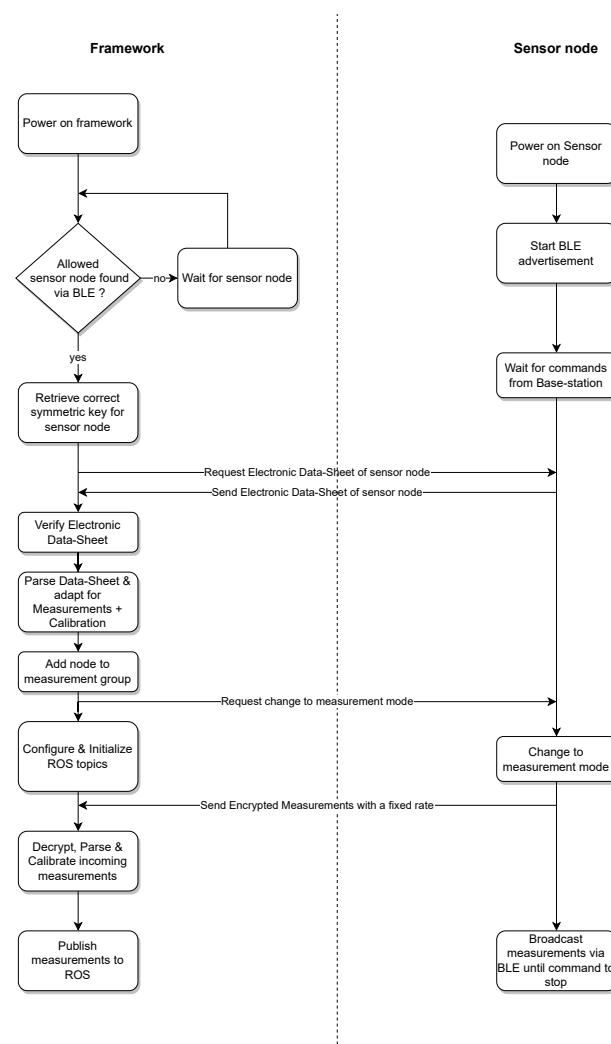 Framework
Sensor node
Power on framework
Power on Sensor
node
Allowed
sensor node found
via BLE ?
no
Wait for sensor node
Start BLE
advertisement
yes
Wait for commands
from Base-station
Retrieve correct
symmetric key for
sensor node
Request Electronic Data-Sheet of sensor node
Send Electronic Data-Sheet of sensor node
Verify Electronic
Data-Sheet
Parse Data-Sheet &
adapt for
Measurements +
Calibration
Add node to
measurement group
Request change to measurement mode
Configure & Initialize
ROS topics
Change to
measurement mode
Send Encrypted Measurements with a fixed rate
Decrypt, Parse &
Calibrate incoming
measurements
Publish
measurements to
ROS
Broadcast
measurements via
BLE until command to
stop